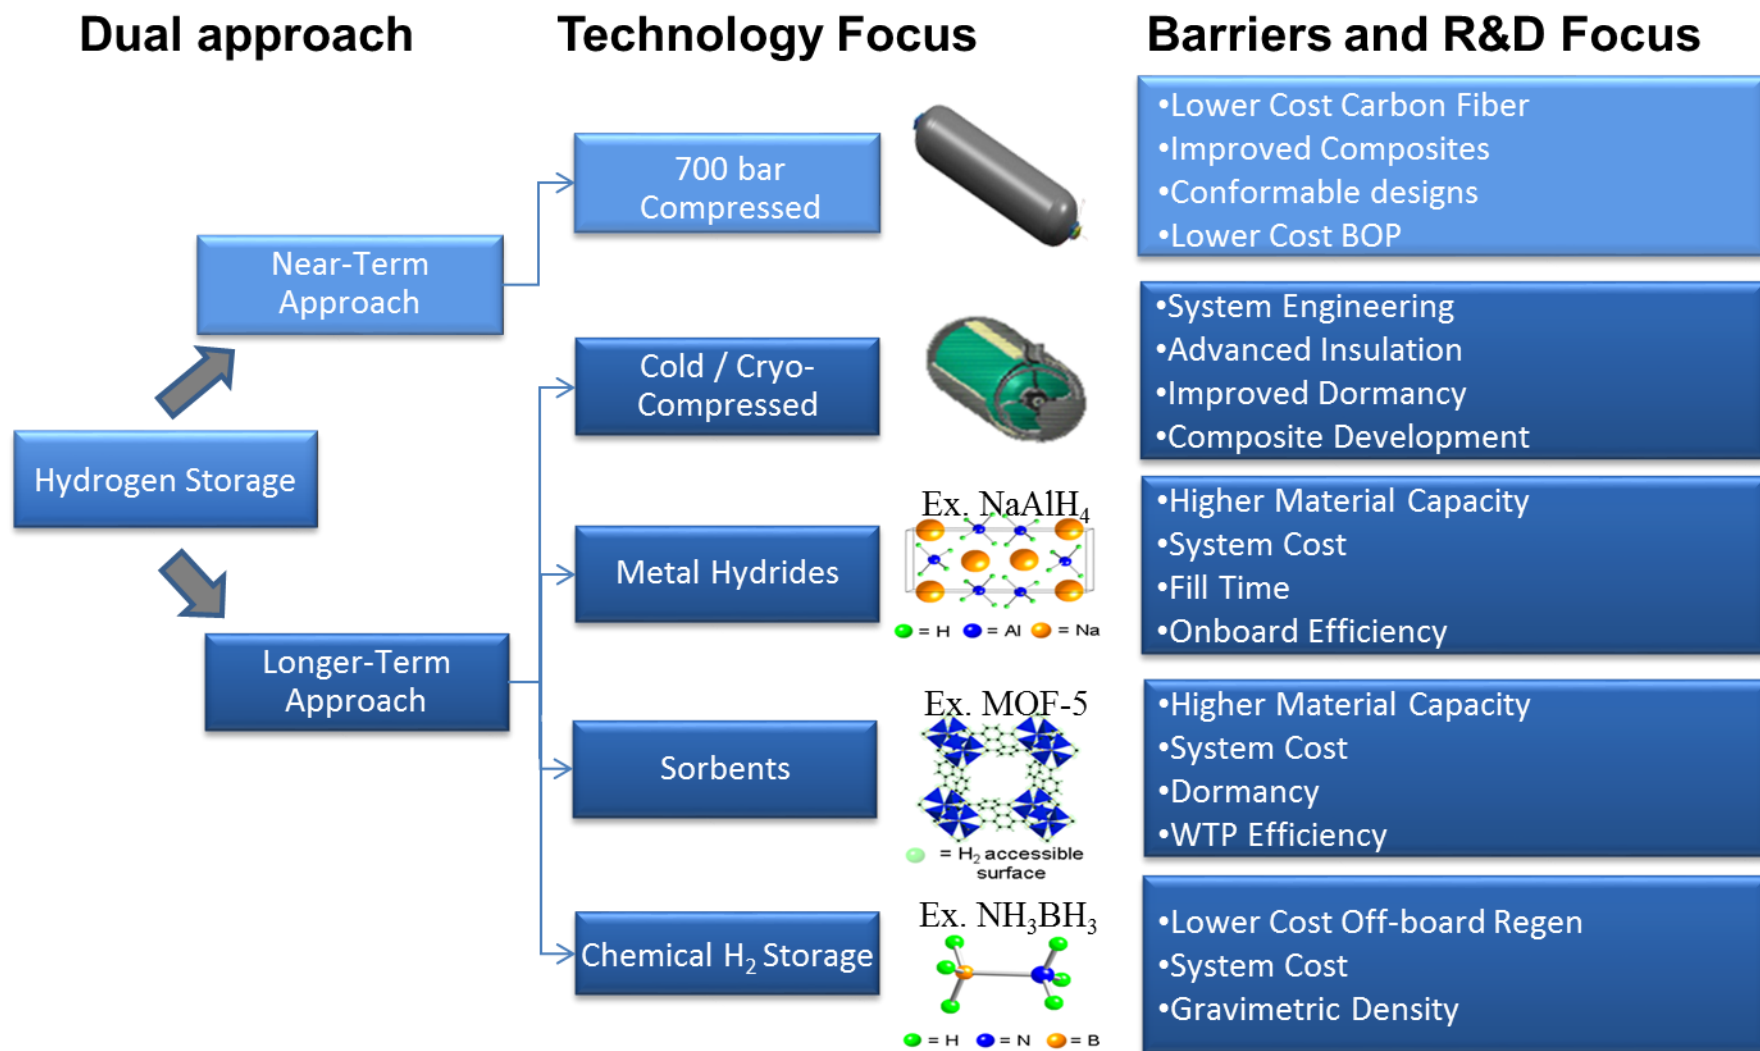 Dual approach
Technology Focus
Barriers and R&D Focus
Hydrogen Storage
Near-Term
Approach
Longer-Term
Approach
700 bar
Compressed
•Lower Cost Carbon Fiber
•Improved Composites
•Conformable designs
•Lower Cost BOP
Cold / Cryo-
Compressed
•System Engineering
•Advanced Insulation
•Improved Dormancy
•Composite Development
Metal Hydrides
Ex. NaAlH₄
= H = Al = Na
•Higher Material Capacity
•System Cost
•Fill Time
•Onboard Efficiency
Sorbents
Ex. MOF-5
= H₂ accessible
surface
•Higher Material Capacity
•System Cost
•Dormancy
•WTP Efficiency
Chemical H₂ Storage
Ex. NH₃BH₃
= H = N = B
•Lower Cost Off-board Regen
•System Cost
•Gravimetric Density